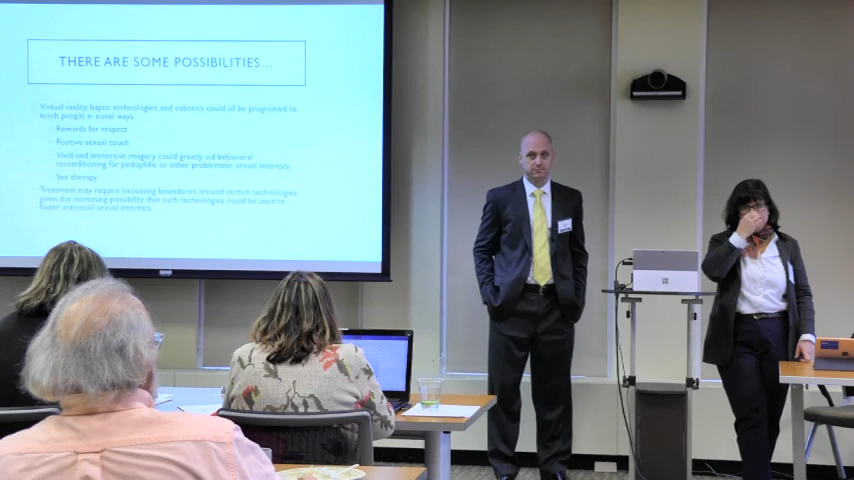 THERE ARE SOME POSSIBILITIES...
Virtual reality, haptic technologies, and robotics could all be programed to
teach people in novel ways.
Rewards for respect
Positive sexual touch
Vivid and immersive imagery could greatly aid behavioral
reconditioning for pedophilic or other problematic sexual interests.
Sex therapy
Treatment may require increasing boundaries around certain technologies,
given the increasing possibility that such technologies could be used to
foster antisocial sexual interests.